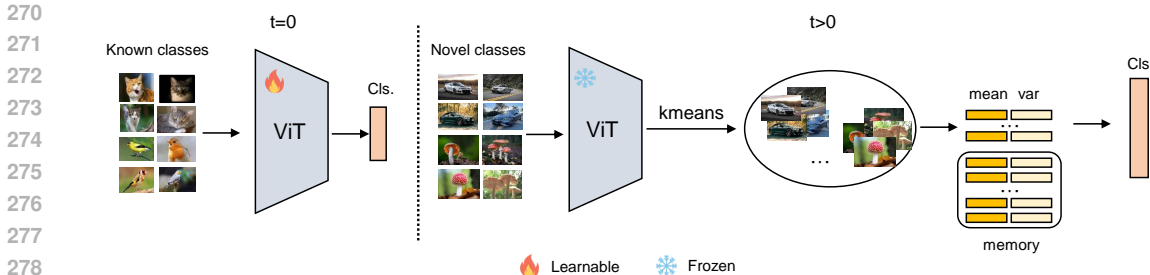 270
271
272
273
274
275
276
277
278
t=0
t>0
Known classes
Novel classes
Cls.
Cls
ViT
ViT
kmeans
mean var
...
...
...
memory
Learnable
Frozen